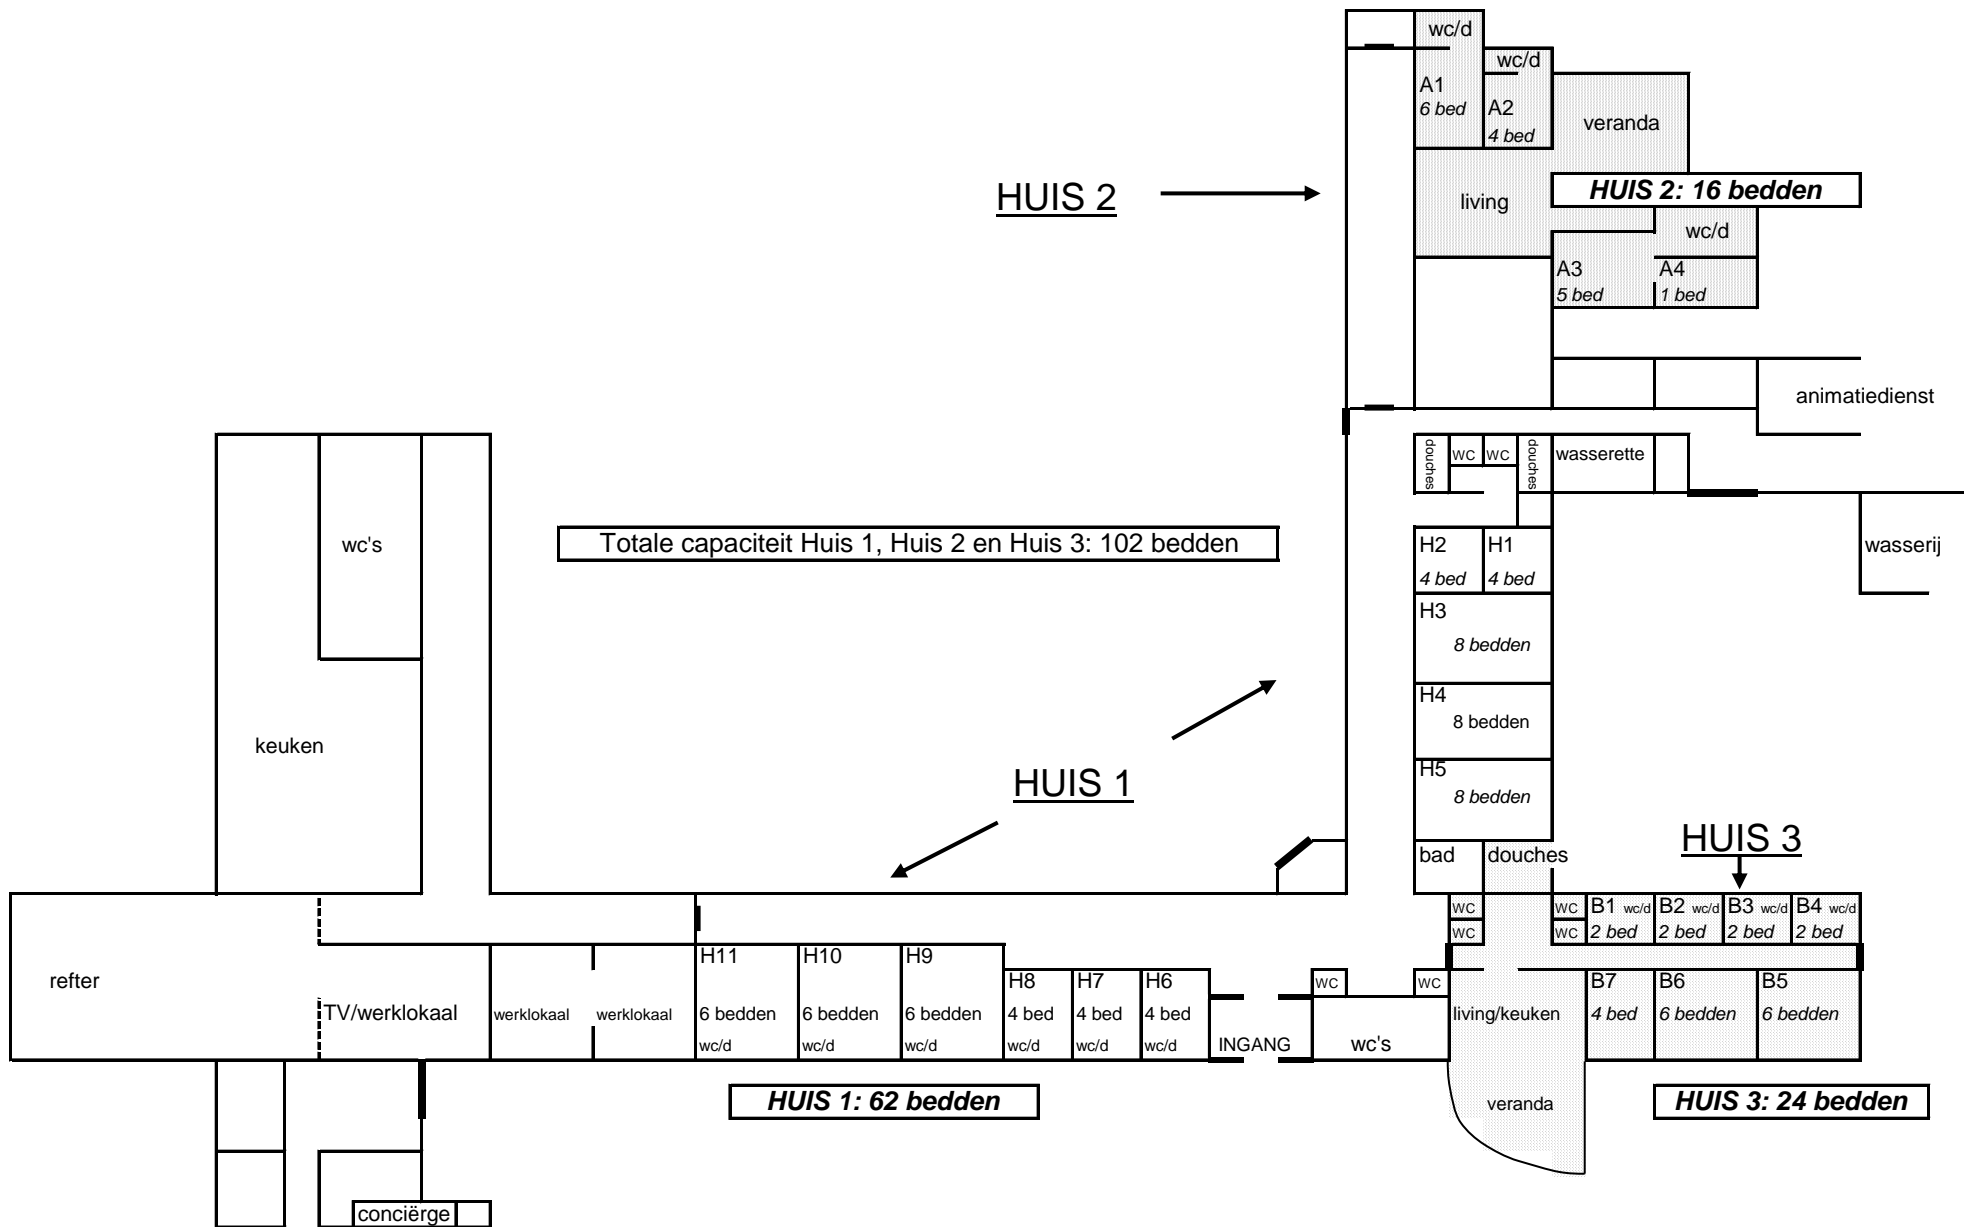 wc/d
wc/d
A1
6 bed
A2
4 bed
veranda
HUIS 2
HUIS 2: 16 bedden
living
wc/d
A3
5 bed
A4
1 bed
animatiedienst
douches
WC
WC
douches
wasserette
wc's
Totale capaciteit Huis 1, Huis 2 en Huis 3: 102 bedden
H2
4 bed
H1
4 bed
wasserij
H3
8 bedden
H4
8 bedden
keuken
HUIS 1
H5
8 bedden
HUIS 3
bad
douches
WC
WC
WC
WC
B1 wc/d
2 bed
B2 wc/d
2 bed
B3 wc/d
2 bed
B4 wc/d
2 bed
refter
TV/werklokaal
werklokaal
werklokaal
H11
6 bedden
wc/d
H10
6 bedden
wc/d
H9
6 bedden
wc/d
H8
4 bed
wc/d
H7
4 bed
wc/d
H6
4 bed
wc/d
INGANG
WC
WC
wc's
living/keuken
B7
4 bed
B6
6 bedden
B5
6 bedden
HUIS 1: 62 bedden
veranda
HUIS 3: 24 bedden
conciërge